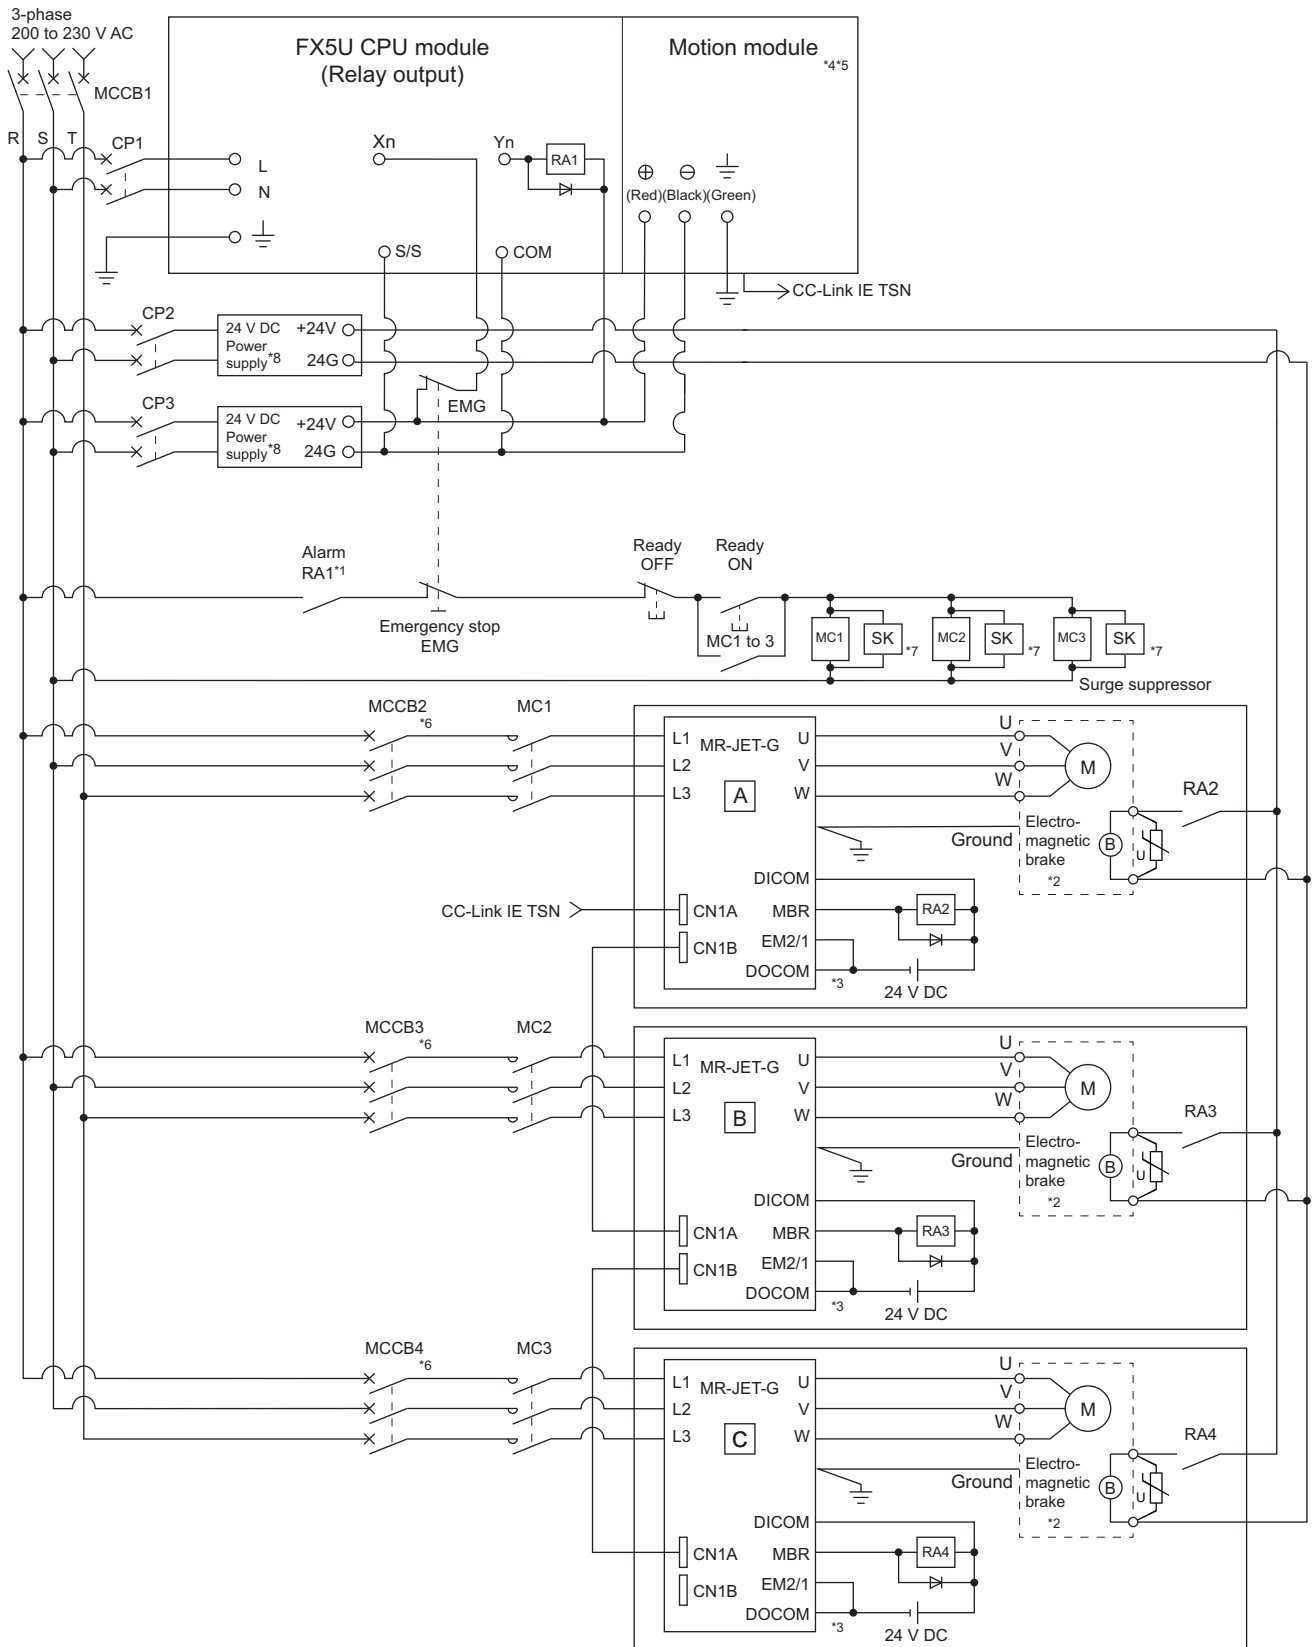 3-phase
200 to 230 V AC
MCCB1
R S T
CP1
FX5U CPU module
(Relay output)
Motion module
*4*5
L
N
Xn
Yn
RA1
S/S
COM
(Red)(Black)(Green)
CC-Link IE TSN
CP2
24 V DC
Power
supply*8
+24V
24G
CP3
24 V DC
Power
supply*8
+24V
24G
EMG
Alarm
RA1*1
Emergency stop
EMG
Ready
OFF
Ready
ON
MC1 to 3
MC1
SK
*7
MC2
SK
*7
MC3
SK
*7
Surge suppressor
MCCB2
*6
MC1
L1
L2
L3
MR-JET-G
A
U
V
W
U
V
W
M
Ground
Electro-
magnetic
brake
*2
B
U
RA2
CC-Link IE TSN
CN1A
CN1B
DICOM
MBR
EM2/1
DOCOM
*3
RA2
24 V DC
MCCB3
*6
MC2
L1
L2
L3
MR-JET-G
B
U
V
W
U
V
W
M
Ground
Electro-
magnetic
brake
*2
B
U
RA3
CN1A
CN1B
DICOM
MBR
EM2/1
DOCOM
*3
RA3
24 V DC
MCCB4
*6
MC3
L1
L2
L3
MR-JET-G
C
U
V
W
U
V
W
M
Ground
Electro-
magnetic
brake
*2
B
U
RA4
CN1A
CN1B
DICOM
MBR
EM2/1
DOCOM
*3
RA4
24 V DC